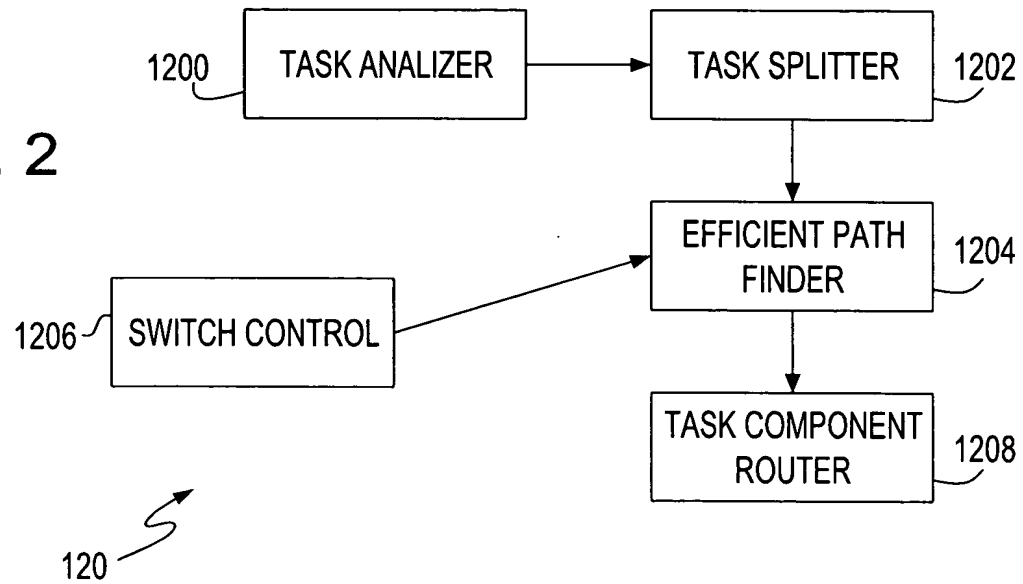 TASK ANALIZER
1200
TASK SPLITTER
1202
. 2
EFFICIENT PATH
FINDER
1204
SWITCH CONTROL
1206
TASK COMPONENT
ROUTER
1208
120